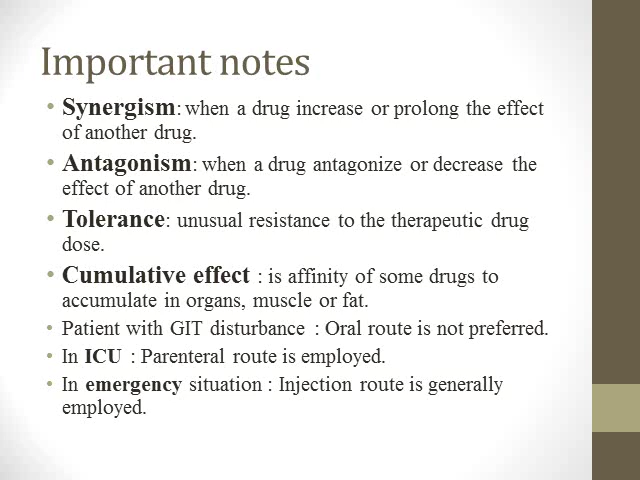 Important notes
• Synergism: when a drug increase or prolong the effect
of another drug.
• Antagonism: when a drug antagonize or decrease the
effect of another drug.
• Tolerance: unusual resistance to the therapeutic drug
dose.
• Cumulative effect : is affinity of some drugs to
accumulate in organs, muscle or fat.
• Patient with GIT disturbance : Oral route is not preferred.
• In ICU : Parenteral route is employed.
• In emergency situation : Injection route is generally
employed.